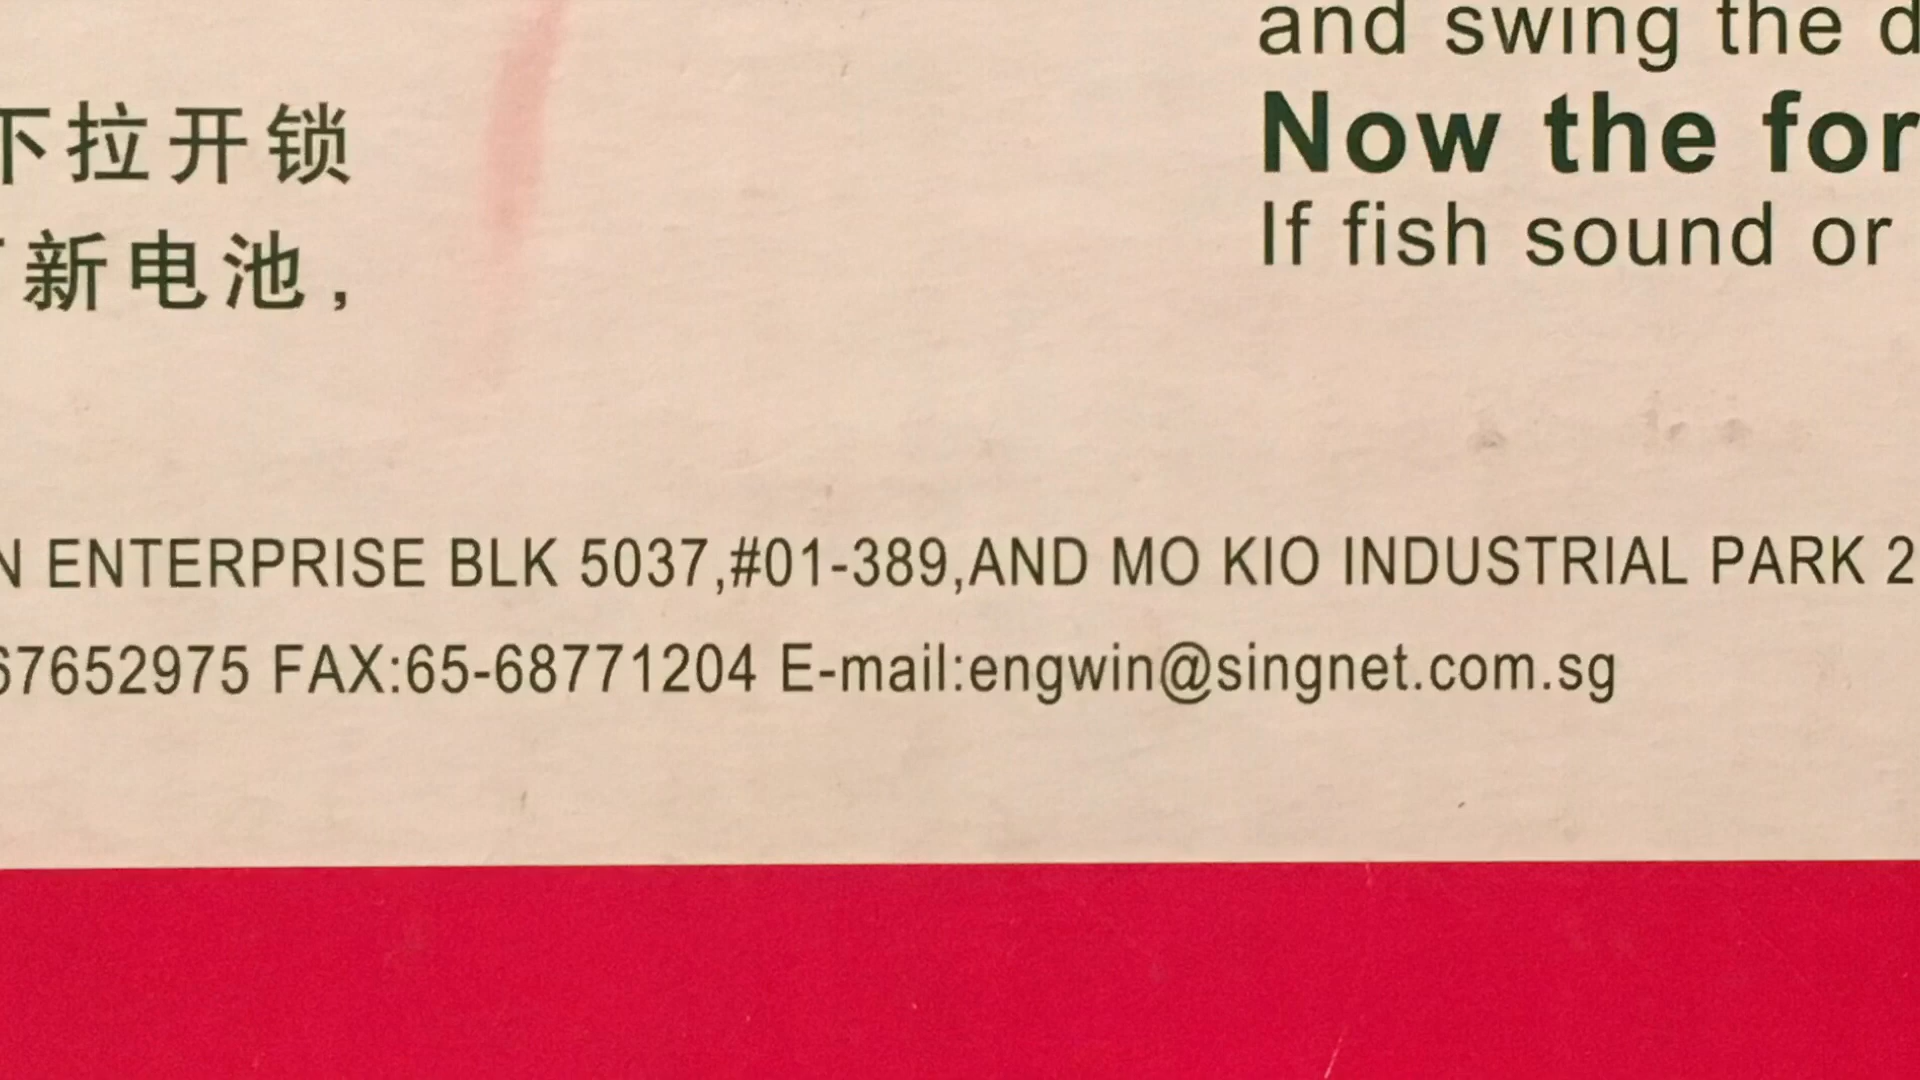 下拉开锁
新电池,
and swing the
Now the for
If fish sound or
ENTERPRISE BLK 5037,#01-389,AND MO KIO INDUSTRIAL PARK 2
67652975 FAX:65-68771204 E-mail:engwin@singnet.com.sg